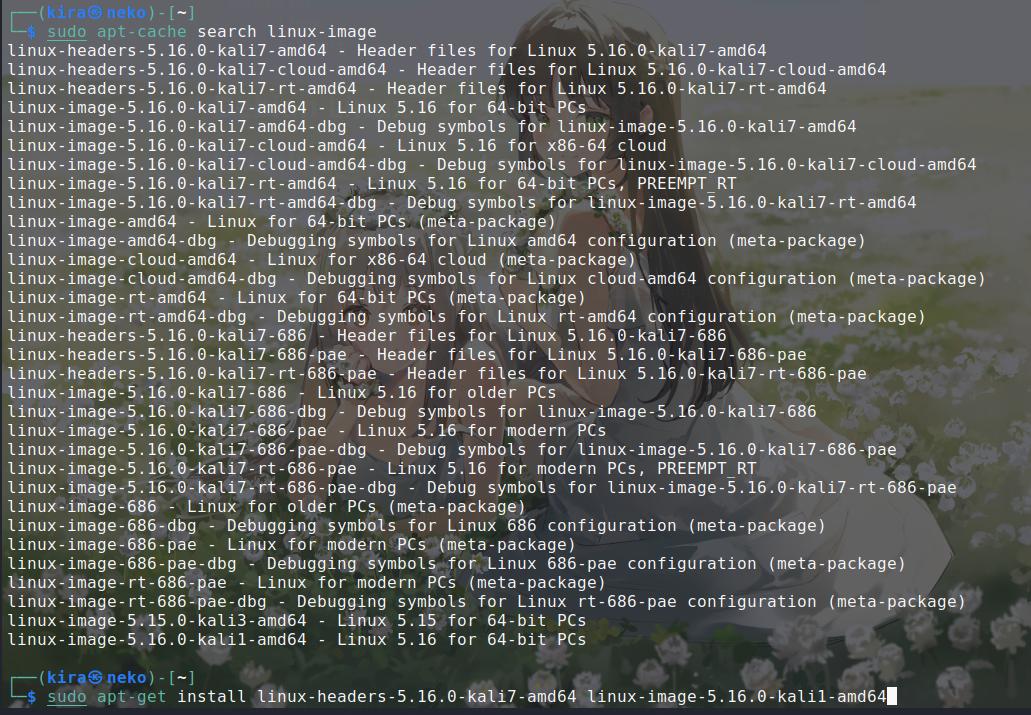 ┌──(kira㉿neko)-[~]
└─$ sudo apt-cache search linux-image
linux-headers-5.16.0-kali7-amd64 - Header files for Linux 5.16.0-kali7-amd64
linux-headers-5.16.0-kali7-cloud-amd64 - Header files for Linux 5.16.0-kali7-cloud-amd64
linux-headers-5.16.0-kali7-rt-amd64 - Header files for Linux 5.16.0-kali7-rt-amd64
linux-image-5.16.0-kali7-amd64 - Linux 5.16 for 64-bit PCs
linux-image-5.16.0-kali7-amd64-dbg - Debug symbols for linux-image-5.16.0-kali7-amd64
linux-image-5.16.0-kali7-cloud-amd64 - Linux 5.16 for x86-64 cloud
linux-image-5.16.0-kali7-cloud-amd64-dbg - Debug symbols for linux-image-5.16.0-kali7-cloud-amd64
linux-image-5.16.0-kali7-rt-amd64 - Linux 5.16 for 64-bit PCs, PREEMPT_RT
linux-image-5.16.0-kali7-rt-amd64-dbg - Debug symbols for linux-image-5.16.0-kali7-rt-amd64
linux-image-amd64 - Linux for 64-bit PCs (meta-package)
linux-image-amd64-dbg - Debugging symbols for Linux amd64 configuration (meta-package)
linux-image-cloud-amd64 - Linux for x86-64 cloud (meta-package)
linux-image-cloud-amd64-dbg - Debugging symbols for Linux cloud-amd64 configuration (meta-package)
linux-image-rt-amd64 - Linux for 64-bit PCs (meta-package)
linux-image-rt-amd64-dbg - Debugging symbols for Linux rt-amd64 configuration (meta-package)
linux-headers-5.16.0-kali7-686 - Header files for Linux 5.16.0-kali7-686
linux-headers-5.16.0-kali7-686-pae - Header files for Linux 5.16.0-kali7-686-pae
linux-headers-5.16.0-kali7-rt-686-pae - Header files for Linux 5.16.0-kali7-rt-686-pae
linux-image-5.16.0-kali7-686 - Linux 5.16 for older PCs
linux-image-5.16.0-kali7-686-dbg - Debug symbols for linux-image-5.16.0-kali7-686
linux-image-5.16.0-kali7-686-pae - Linux 5.16 for modern PCs
linux-image-5.16.0-kali7-686-pae-dbg - Debug symbols for linux-image-5.16.0-kali7-686-pae
linux-image-5.16.0-kali7-rt-686-pae - Linux 5.16 for modern PCs, PREEMPT_RT
linux-image-5.16.0-kali7-rt-686-pae-dbg - Debug symbols for linux-image-5.16.0-kali7-rt-686-pae
linux-image-686 - Linux for older PCs (meta-package)
linux-image-686-dbg - Debugging symbols for Linux 686 configuration (meta-package)
linux-image-686-pae - Linux for modern PCs (meta-package)
linux-image-686-pae-dbg - Debugging symbols for Linux 686-pae configuration (meta-package)
linux-image-rt-686-pae - Linux for modern PCs (meta-package)
linux-image-rt-686-pae-dbg - Debugging symbols for Linux rt-686-pae configuration (meta-package)
linux-image-5.15.0-kali3-amd64 - Linux 5.15 for 64-bit PCs
linux-image-5.16.0-kali1-amd64 - Linux 5.16 for 64-bit PCs
┌──(kira㉿neko)-[~]
└─$ sudo apt-get install linux-headers-5.16.0-kali7-amd64 linux-image-5.16.0-kali1-amd64